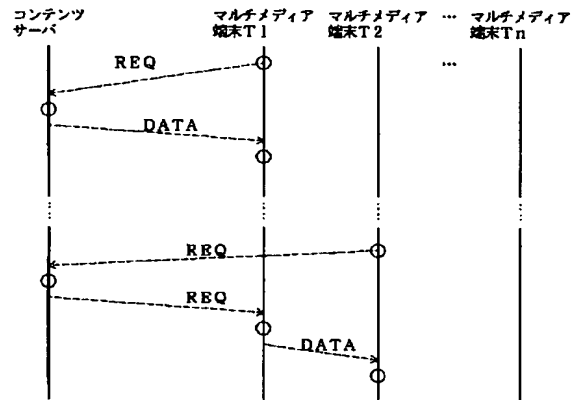 コンテンツ
サーバ
マルチメディア
端末T1
マルチメディア
端末T2
… マルチメディア
端末Tn
…
REQ
DATA
REQ
REQ
DATA